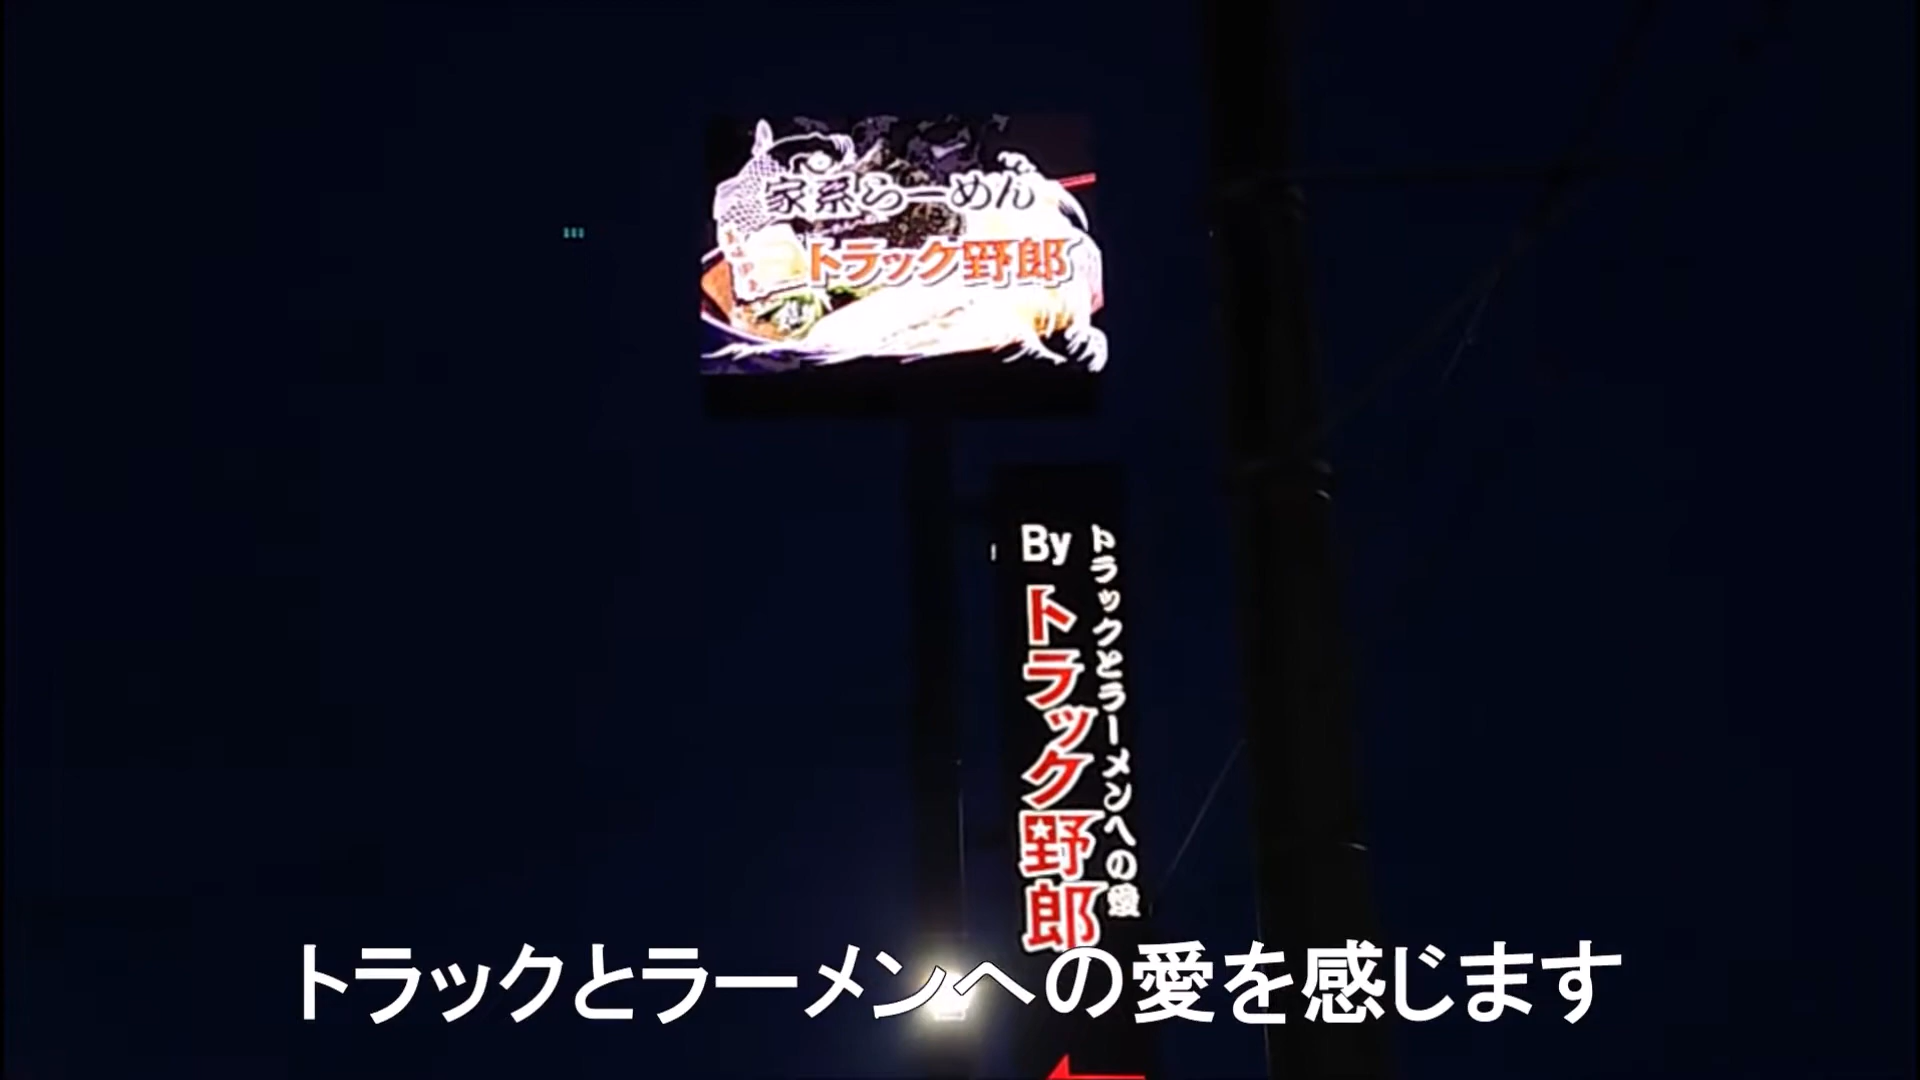 家系らーめん
トラック野郎
トラックとラーメンへの愛
By トラック野郎
トラックとラーメンへの愛を感じます